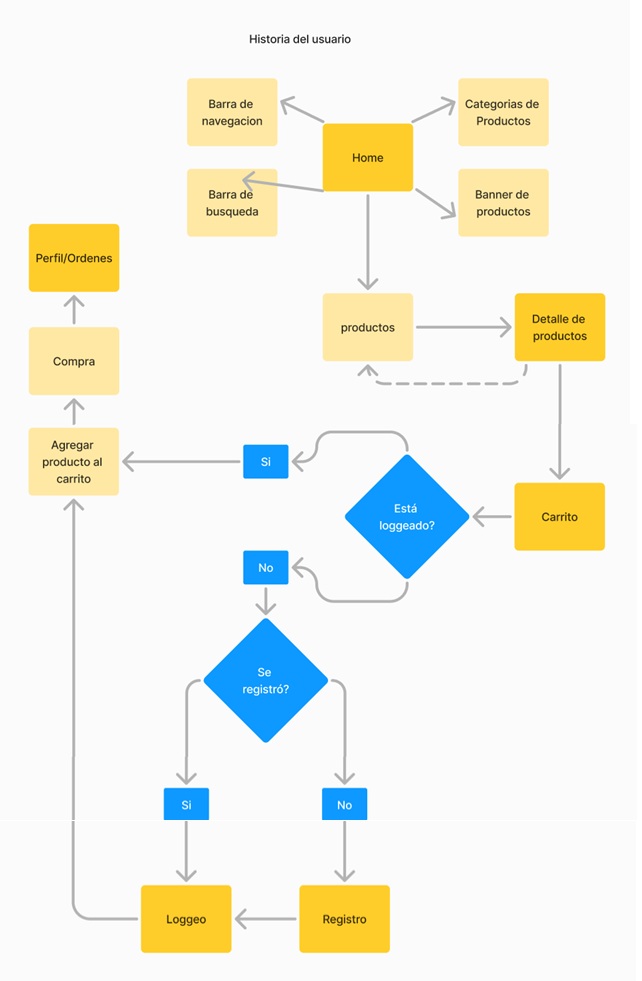 Historia del usuario
Barra de
navegacion
Categorias de
Productos
Home
Barra de
busqueda
Banner de
productos
Perfil/Ordenes
productos
Detalle de
productos
Compra
Agregar
producto al
carrito
Si
Está
loggeado?
Carrito
No
Se
registró?
Si
No
Loggeo
Registro